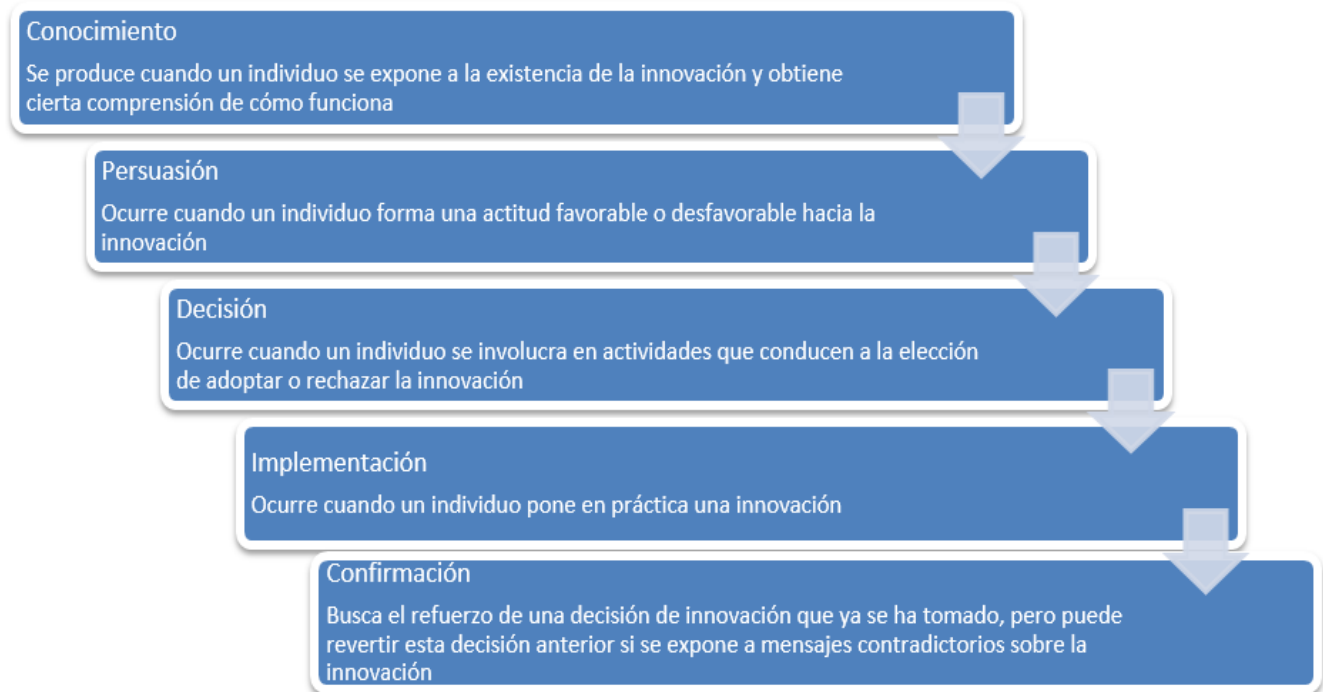 Conocimiento
Se produce cuando un individuo se expone a la existencia de la innovación y obtiene
cierta comprensión de cómo funciona
Persuasión
Ocurre cuando un individuo forma una actitud favorable o desfavorable hacia la
innovación
Decisión
Ocurre cuando un individuo se involucra en actividades que conducen a la elección
de adoptar o rechazar la innovación
Implementación
Ocurre cuando un individuo pone en práctica una innovación
Confirmación
Busca el refuerzo de una decisión de innovación que ya se ha tomado, pero puede
revertir esta decisión anterior si se expone a mensajes contradictorios sobre la
innovación